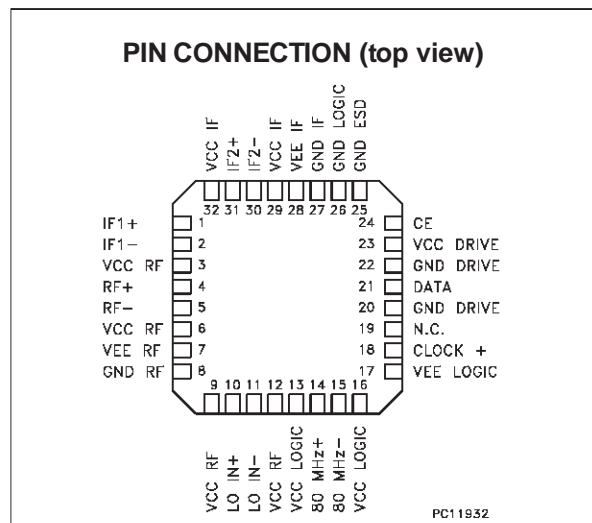 PIN CONNECTION (top view)
VCC IF
IF2+
IF2-
VCC IF
VEE IF
GND IF
GND LOGIC
GND ESD
32 31 30 29 28 27 26 25
IF1+ 1
IF1- 2
VCC RF 3
RF+ 4
RF- 5
VCC RF 6
VEE RF 7
GND RF 8
24 CE
23 VCC DRIVE
22 GND DRIVE
21 DATA
20 GND DRIVE
19 N.C.
18 CLOCK +
17 VEE LOGIC
9 10 11 12 13 14 15 16
VCC RF
LO IN+
LO IN-
VCC RF
VCC LOGIC
80 MHz+
80 MHz-
VCC LOGIC
PC11932